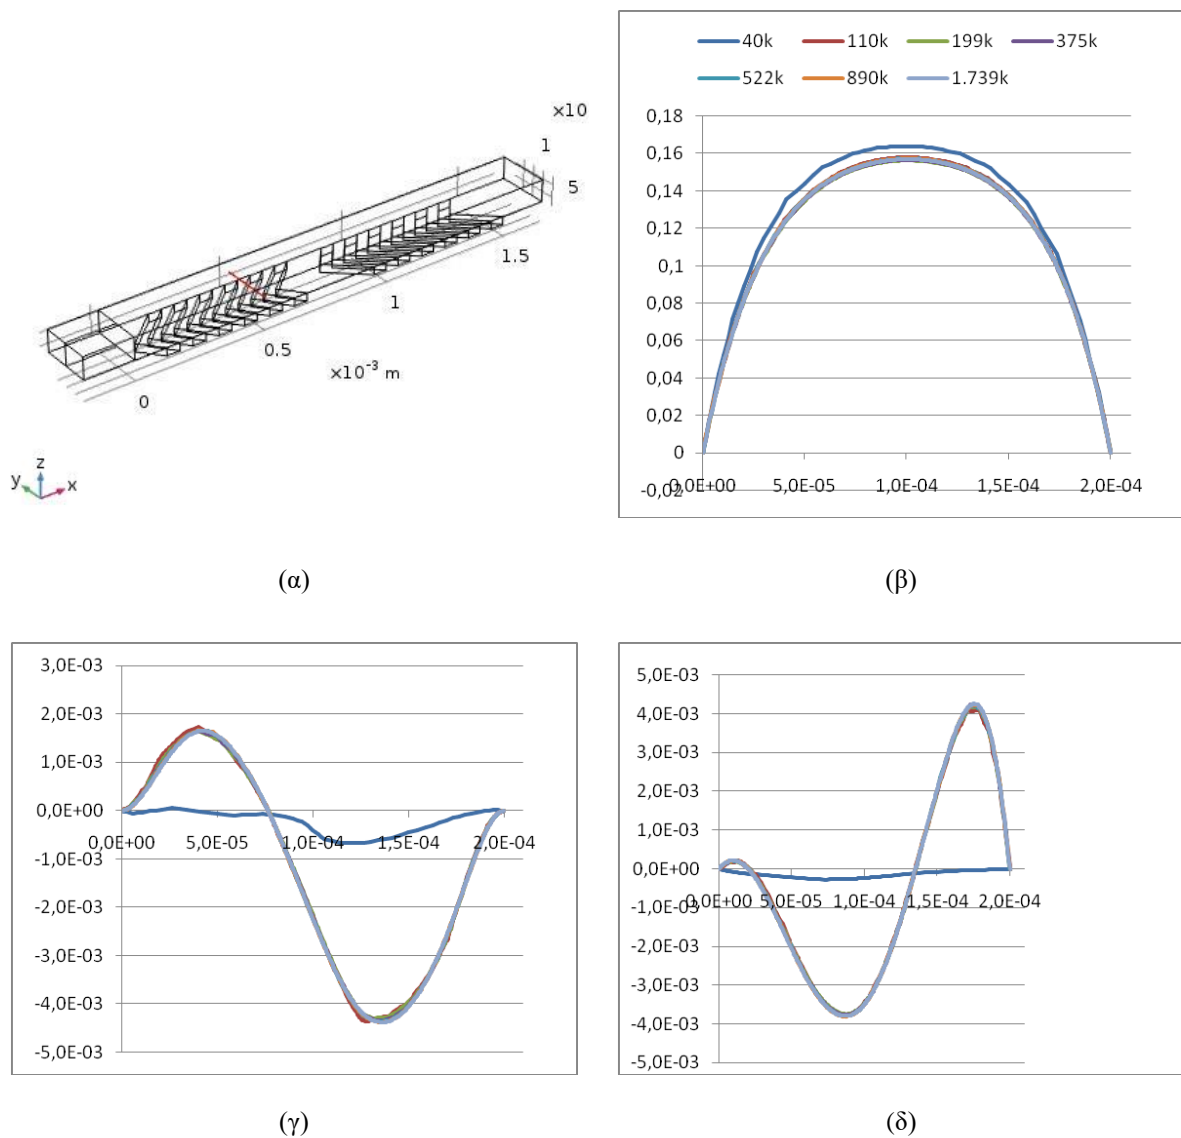 ×10
1
5
1.5
1
0.5
×10⁻³ m
0
z
y
x
(α)
40k 110k 199k 375k
522k 890k 1.739k
0,18
0,16
0,14
0,12
0,1
0,08
0,06
0,04
0,02
0
-0,02
0,0E+00 5,0E-05 1,0E-04 1,5E-04 2,0E-04
(β)
3,0E-03
2,0E-03
1,0E-03
0,0E+00
-1,0E-03
-2,0E-03
-3,0E-03
-4,0E-03
-5,0E-03
0,0E+00 5,0E-05 1,0E-04 1,5E-04 2,0E-04
(γ)
5,0E-03
4,0E-03
3,0E-03
2,0E-03
1,0E-03
0,0E+00
-1,0E-03
-2,0E-03
-3,0E-03
-4,0E-03
-5,0E-03
0,0E+00 5,0E-05 1,0E-04 1,5E-04 2,0E-04
(δ)